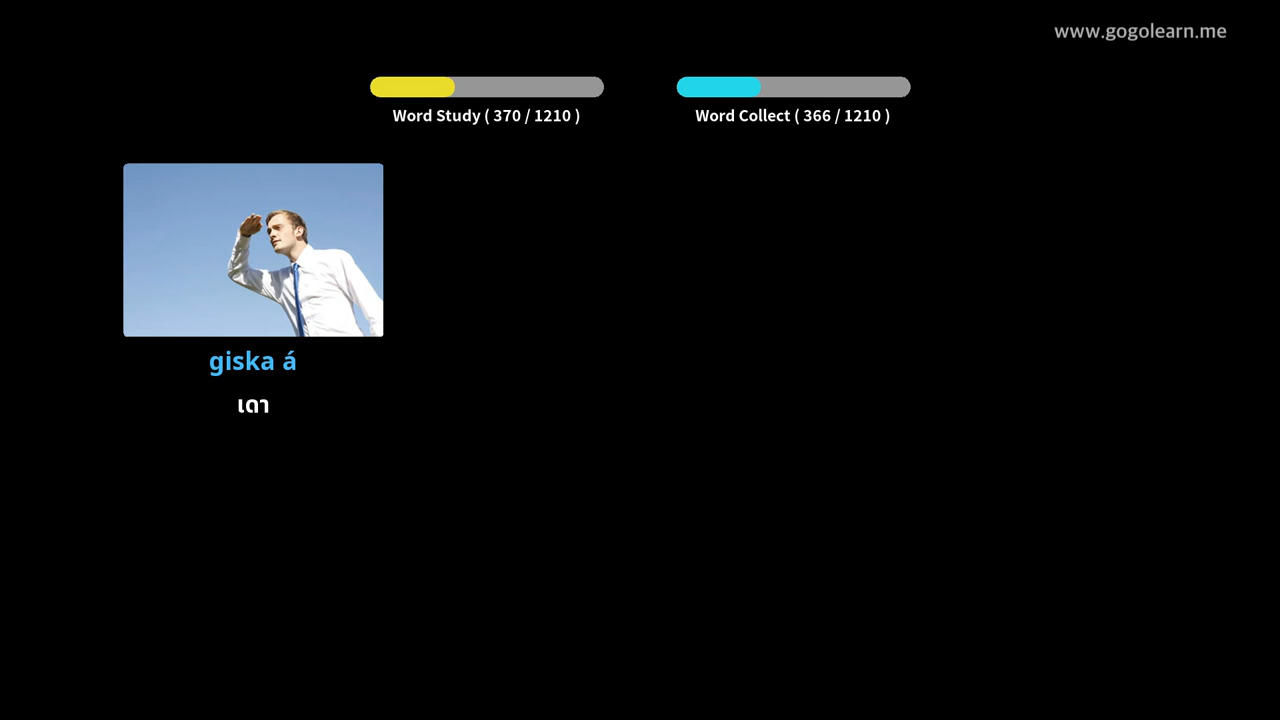 www.gogolearn.me
Word Study ( 370 / 1210 )
Word Collect ( 366 / 1210 )
giska á
เดา